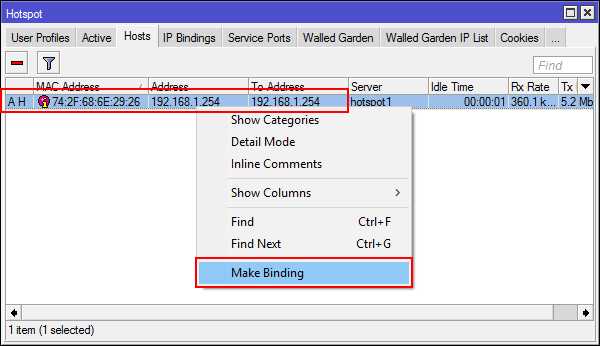 Hotspot
User Profiles Active Hosts IP Bindings Service Ports Walled Garden Walled Garden IP List Cookies ...
Find
MAC Address Address To Address Server Idle Time Rx Rate Tx
A H 74:2F:68:6E:29:26 192.168.1.254 192.168.1.254 hotspot1 00:00:01 360.1 k... 5.2 Mb
Show Categories
Detail Mode
Inline Comments
Show Columns
Find Ctrl+F
Find Next Ctrl+G
Make Binding
1 item (1 selected)